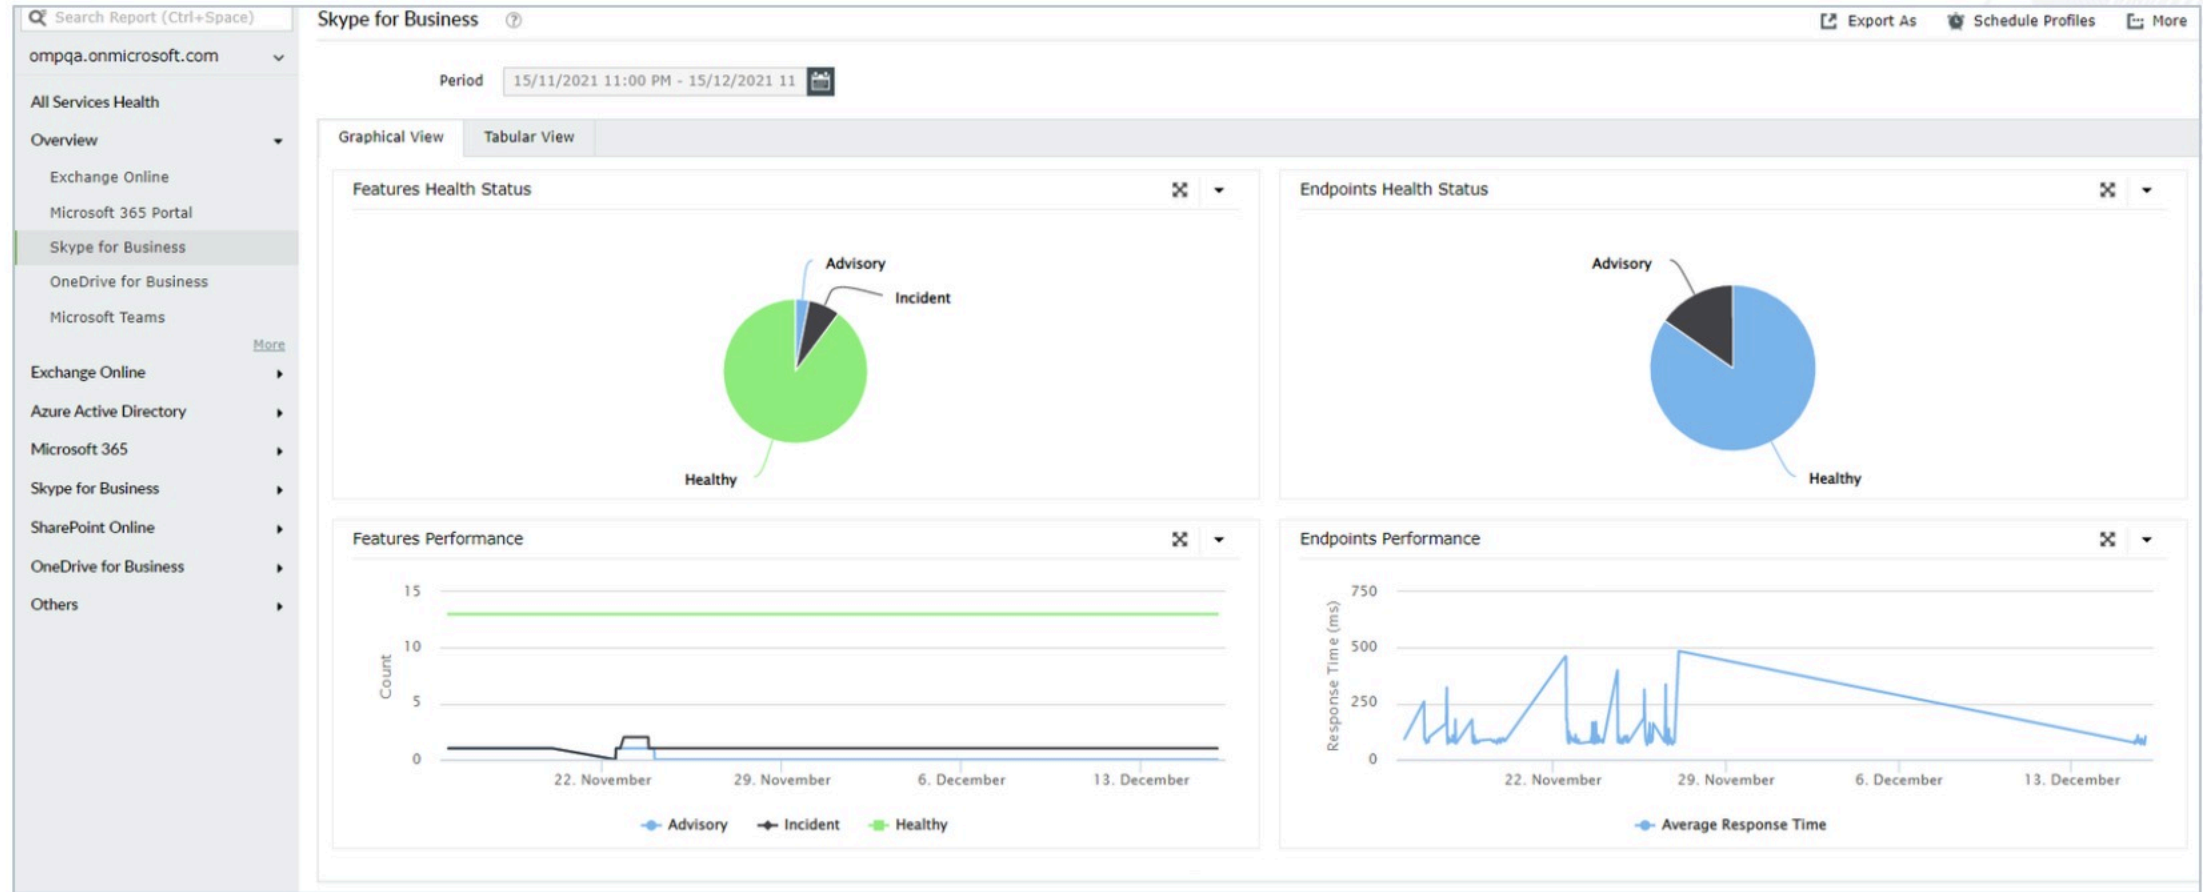 Search Report (Ctrl+Space)
ompqa.onmicrosoft.com
All Services Health
Overview
Exchange Online
Microsoft 365 Portal
Skype for Business
OneDrive for Business
Microsoft Teams
More
Exchange Online
Azure Active Directory
Microsoft 365
Skype for Business
SharePoint Online
OneDrive for Business
Others
Skype for Business ?
Export As Schedule Profiles More
Period 15/11/2021 11:00 PM - 15/12/2021 11
Graphical View Tabular View
Features Health Status
Advisory
Incident
Healthy
Endpoints Health Status
Advisory
Healthy
Features Performance
15
10
5
0
Count
22. November 29. November 6. December 13. December
Advisory Incident Healthy
Endpoints Performance
750
500
250
0
Response Time (ms)
22. November 29. November 6. December 13. December
Average Response Time